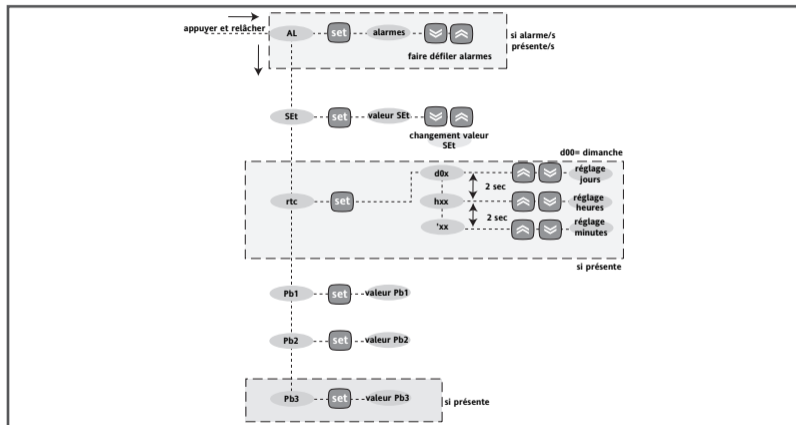 appuyer et relâcher
AL
set
alarmes
si alarme/s
présente/s
faire défiler alarmes
SEt
set
valeur SEt
changement valeur
SEt
d00= dimanche
rtc
set
d0x
2 sec
hxx
2 sec
'xx
réglage
jours
réglage
heures
réglage
minutes
si présente
Pb1
set
valeur Pb1
Pb2
set
valeur Pb2
Pb3
set
valeur Pb3
si présente